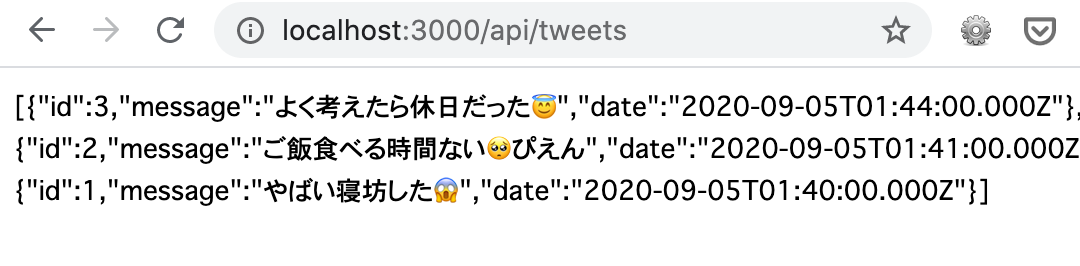 localhost:3000/api/tweets
[{"id":3,"message":"よく考えたら休日だった😇","date":"2020-09-05T01:44:00.000Z"},
{"id":2,"message":"ご飯食べる時間ない🥺ぴえん","date":"2020-09-05T01:41:00.000Z
{"id":1,"message":"やばい寝坊した😱","date":"2020-09-05T01:40:00.000Z"}]